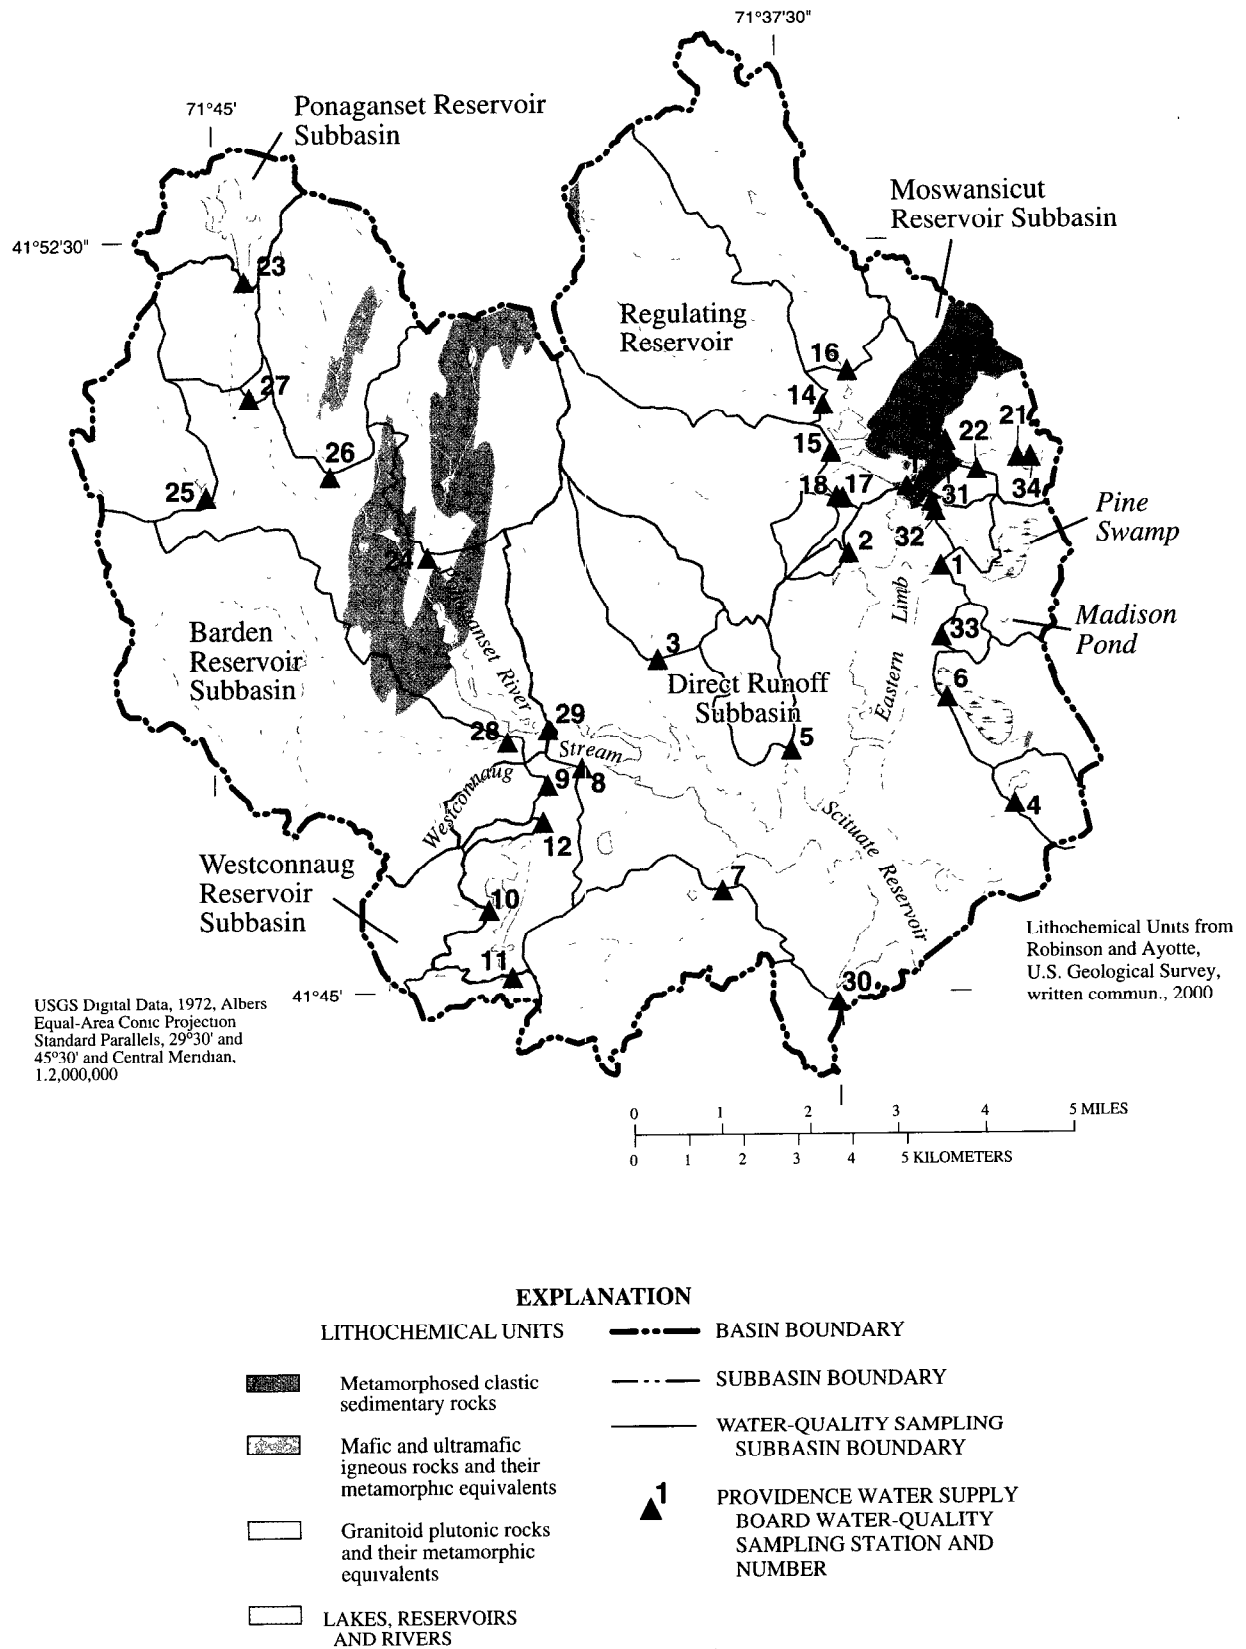 71°37'30"
71°45'
Ponaganset Reservoir
Subbasin
Moswansicut
Reservoir Subbasin
41°52'30"
23
Regulating
Reservoir
16
27
14
22
21
15
26
25
18
17
31
34
Pine
Swamp
32
2
24
1
Limb
Eastern
33
Madison
Pond
Barden
Reservoir
Subbasin
River
3
Direct Runoff
Subbasin
6
29
28
Stream
5
Westconnaug
9
8
4
12
Scituate Reservoir
Westconnaug
Reservoir
Subbasin
7
10
11
30
Lithochemical Units from
Robinson and Ayotte,
U.S. Geological Survey,
written commun., 2000
41°45'
USGS Digital Data, 1972, Albers
Equal-Area Conic Projection
Standard Parallels, 29°30' and
45°30' and Central Meridian,
1.2,000,000
0 1 2 3 4 5 MILES
0 1 2 3 4 5 KILOMETERS
EXPLANATION
LITHOCHEMICAL UNITS
Metamorphosed clastic
sedimentary rocks
Mafic and ultramafic
igneous rocks and their
metamorphic equivalents
Granitoid plutonic rocks
and their metamorphic
equivalents
LAKES, RESERVOIRS
AND RIVERS
BASIN BOUNDARY
SUBBASIN BOUNDARY
WATER-QUALITY SAMPLING
SUBBASIN BOUNDARY
1
PROVIDENCE WATER SUPPLY
BOARD WATER-QUALITY
SAMPLING STATION AND
NUMBER